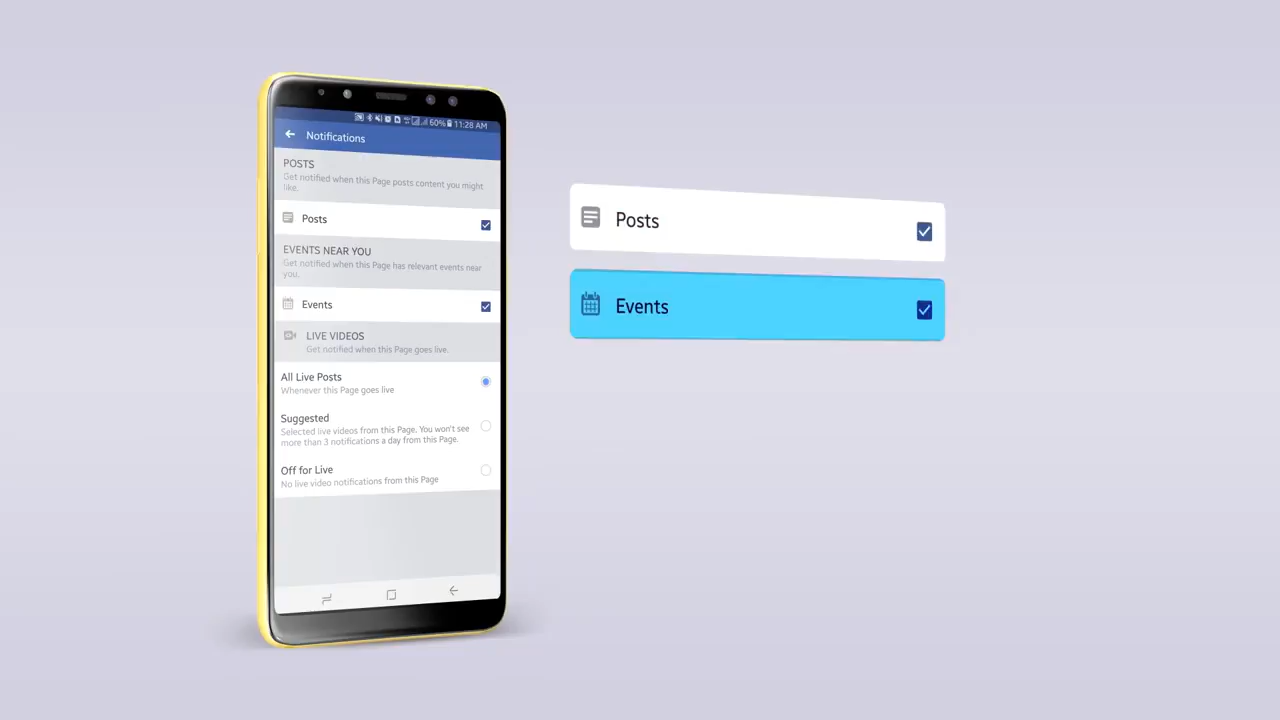 60% 11:28 AM
Notifications
POSTS
Get notified when this Page posts content you might
like.
Posts
EVENTS NEAR YOU
Get notified when this Page has relevant events near
you.
Events
LIVE VIDEOS
Get notified when this Page goes live.
All Live Posts
Whenever this Page goes live
Suggested
Selected live videos from this Page. You won't see
more than 3 notifications a day from this Page.
Off for Live
No live video notifications from this Page
Posts
Events